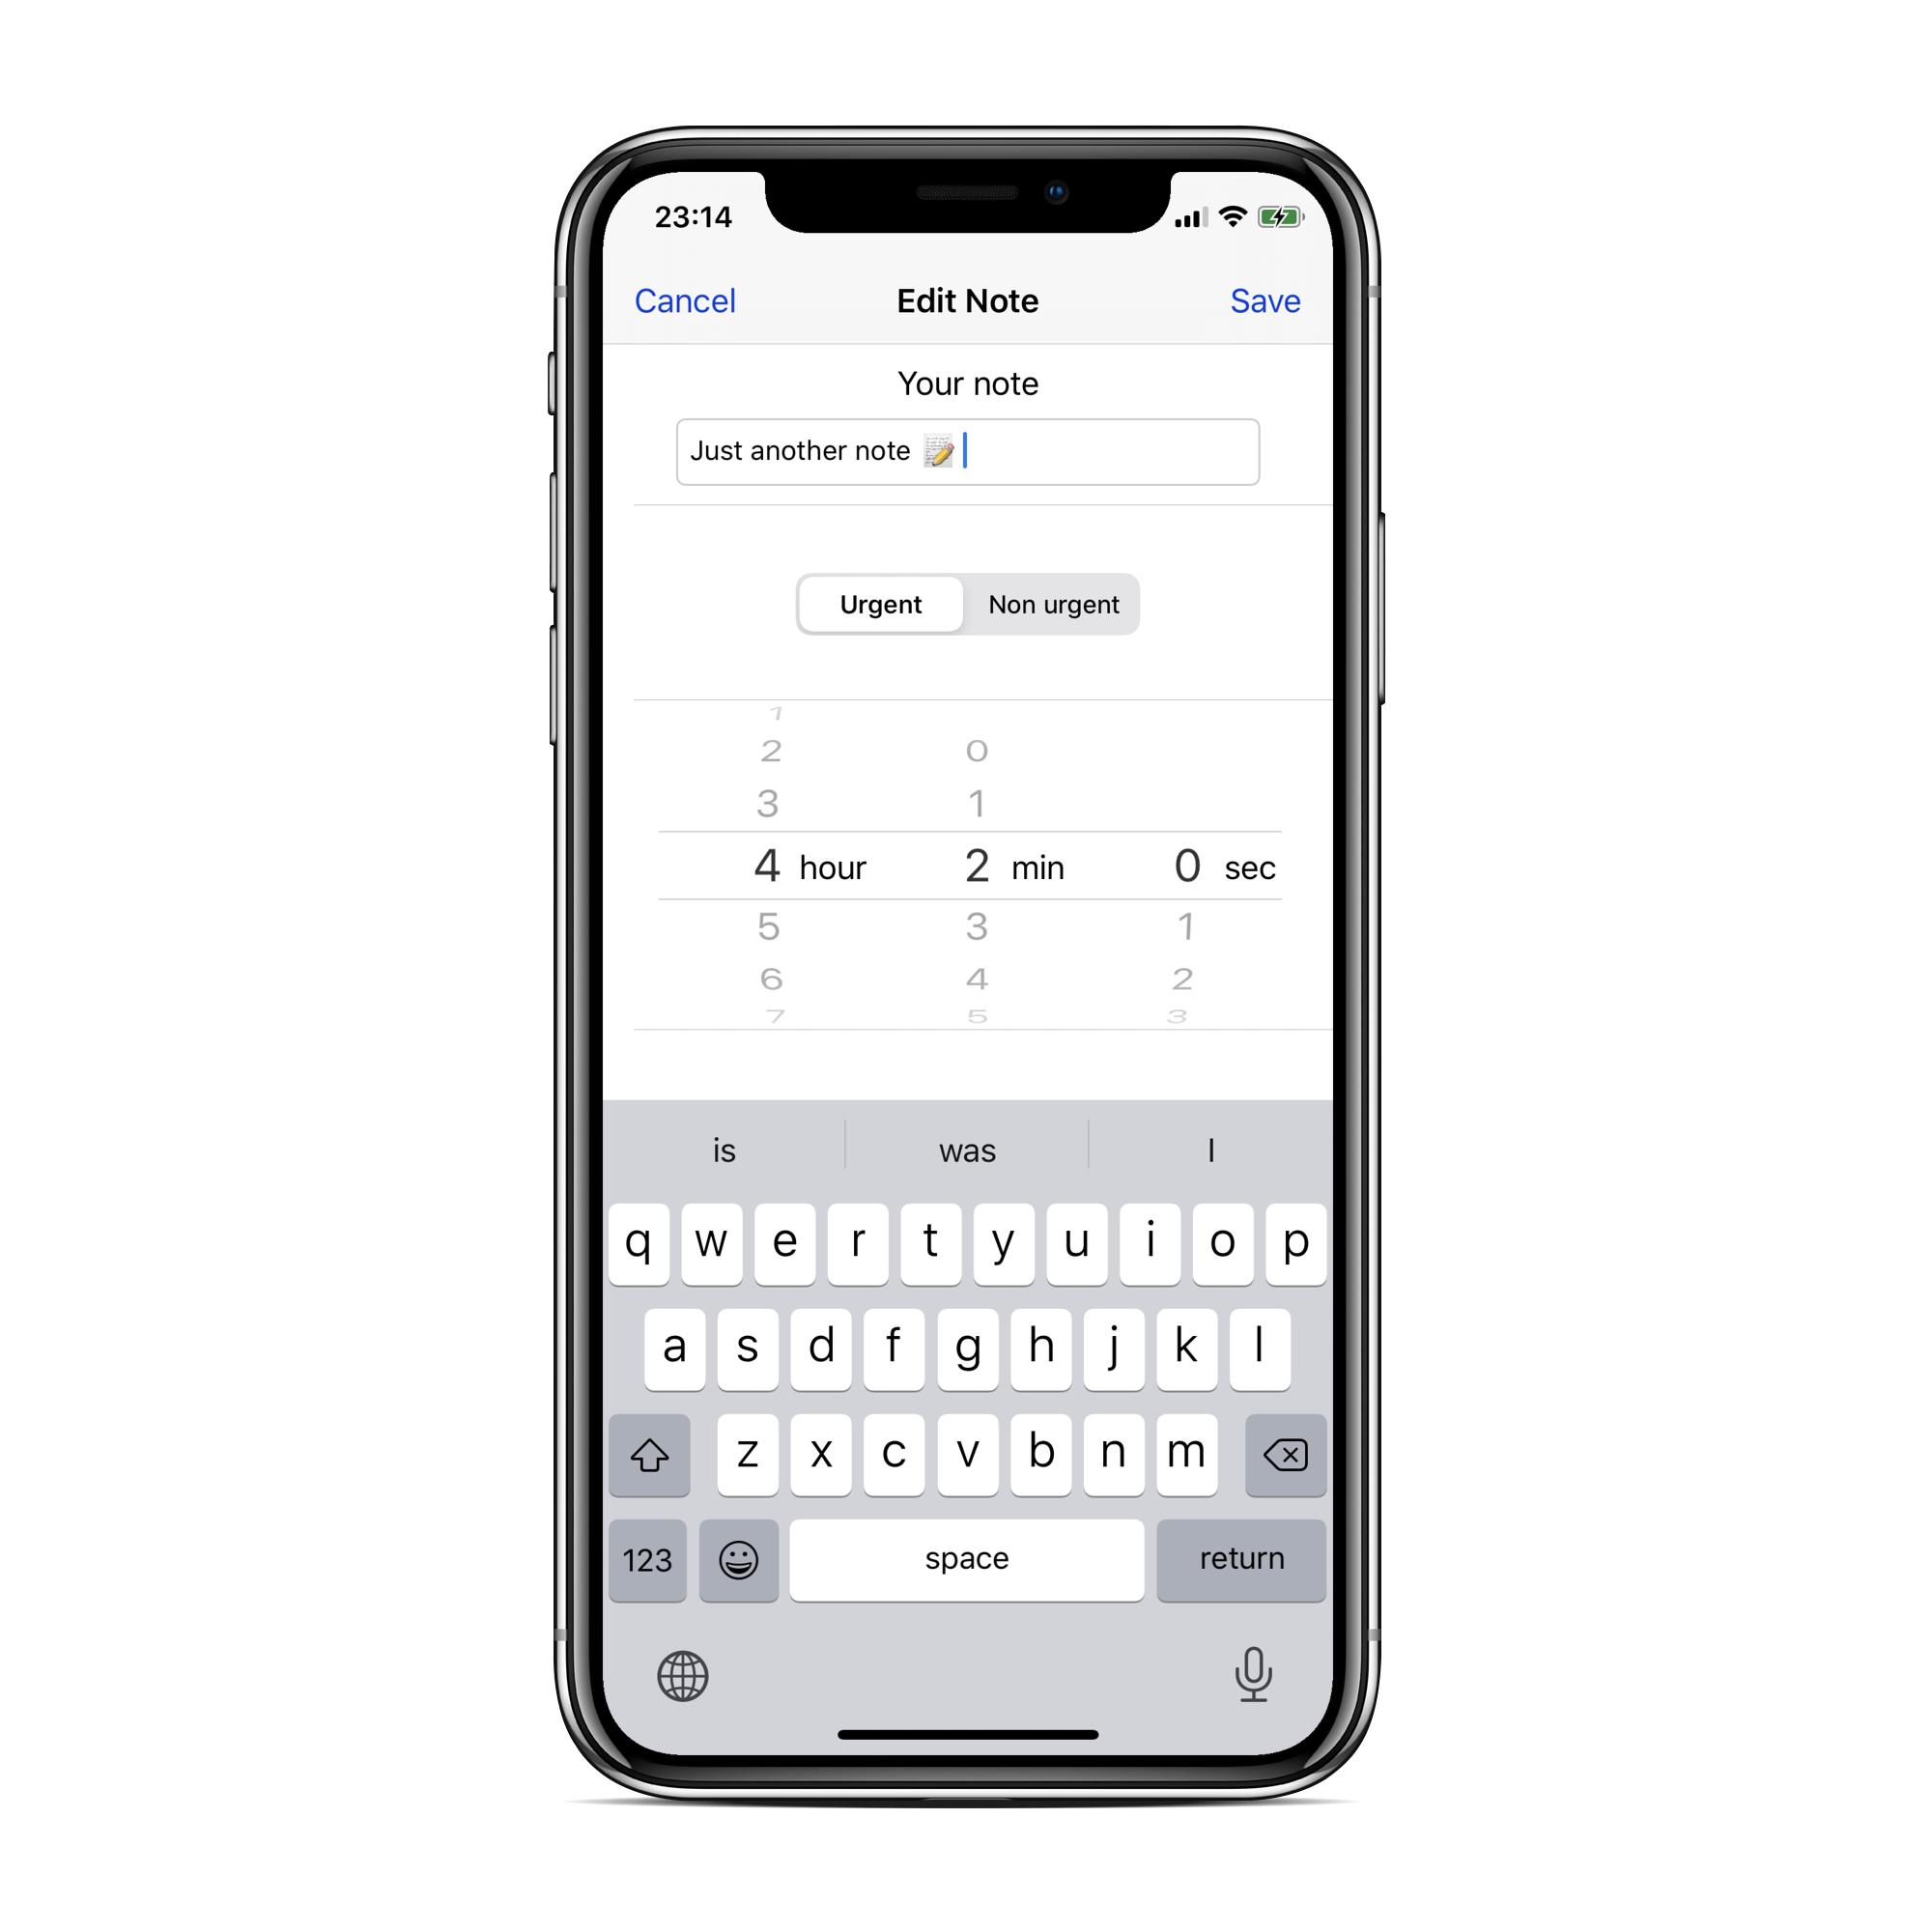 23:14
Cancel Edit Note Save
Your note
Just another note 📝
Urgent Non urgent
1
2 0
3 1
4 hour 2 min 0 sec
5 3 1
6 4 2
7 5 3
is was I
q w e r t y u i o p
a s d f g h j k l
z x c v b n m
123 space return